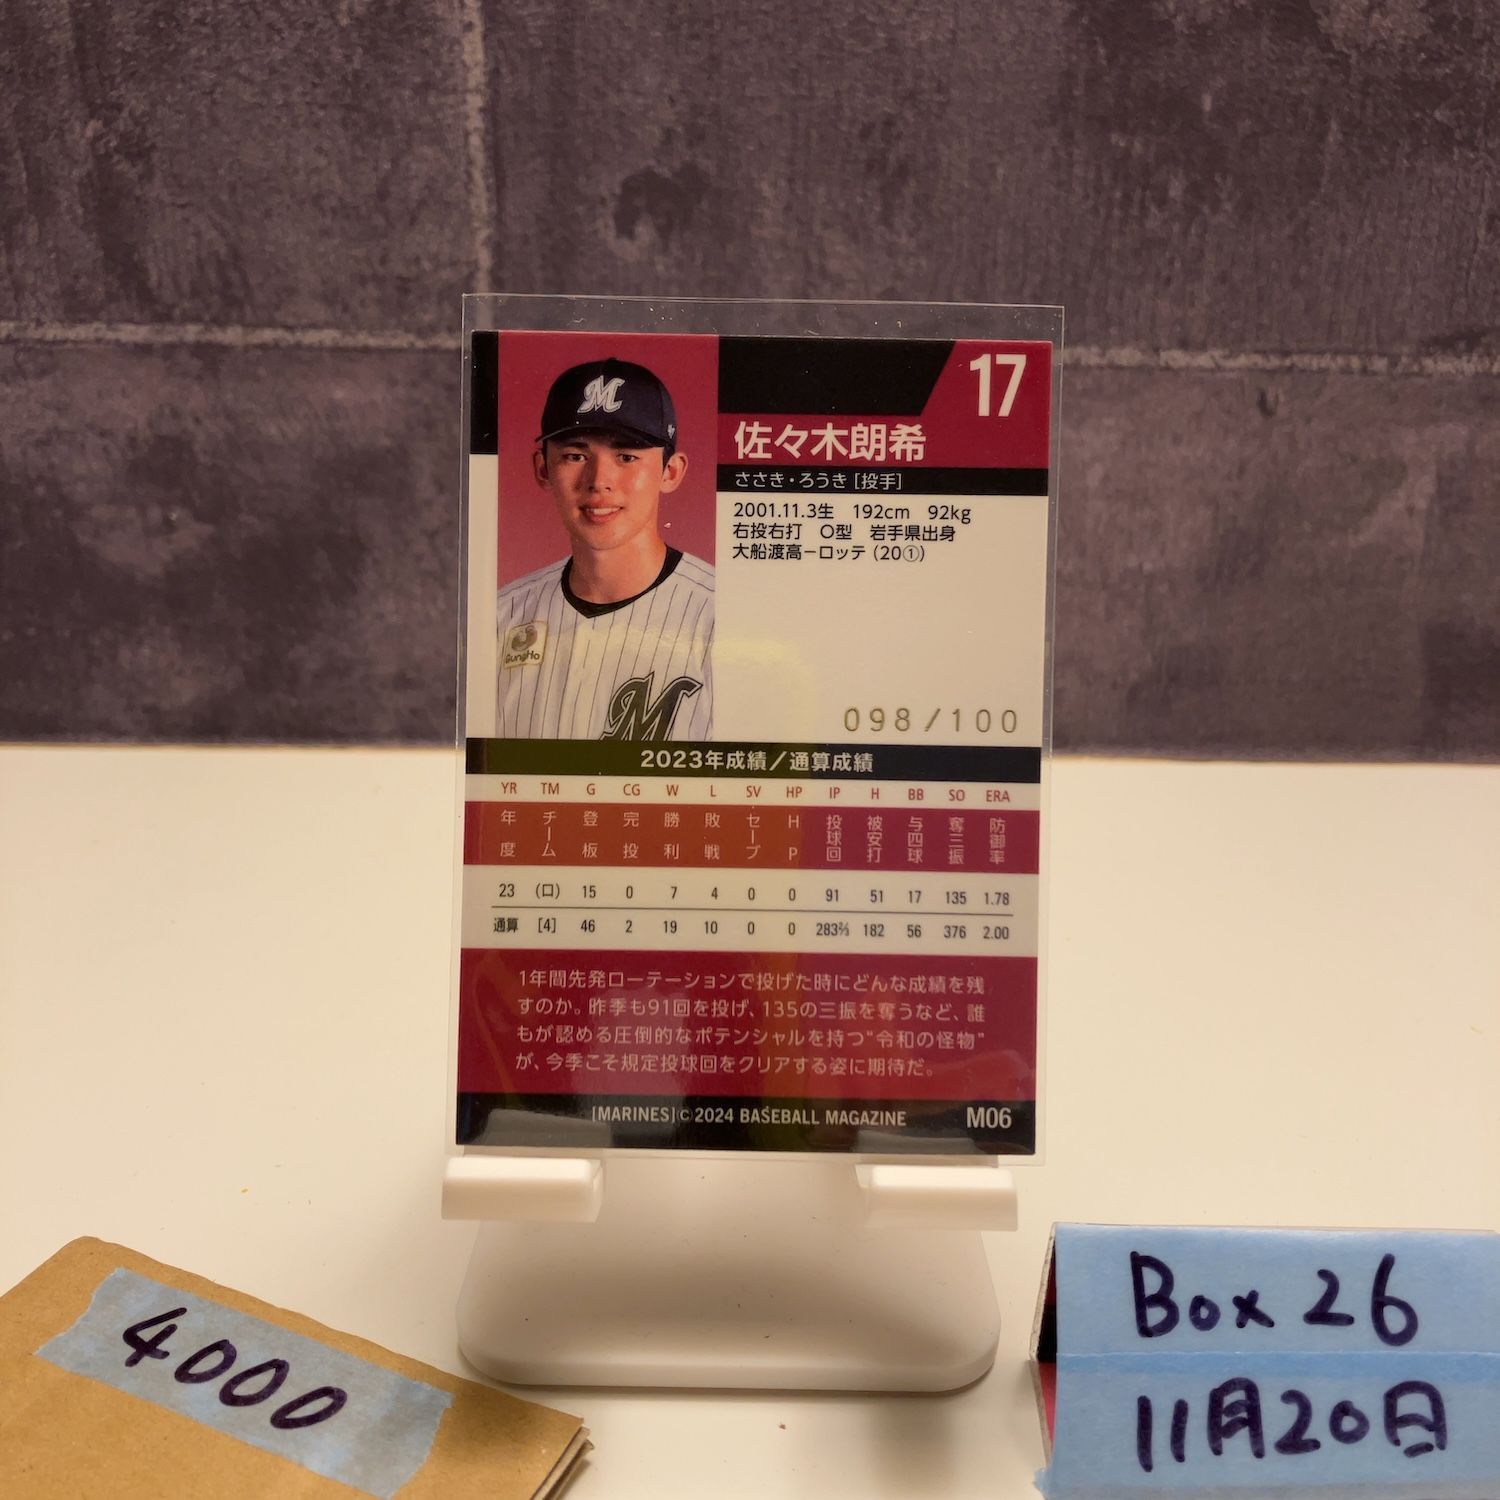 M
17
佐々木朗希
ささき・ろうき [投手]
2001.11.3生 192cm 92kg
右投右打 O型 岩手県出身
大船渡高−ロッテ (20①)
GungHo
M
098/100
2023年成績／通算成績
YR TM G CG W L SV HP IP H BB SO ERA
年度 チーム 登板 完投 勝利 敗戦 セーブ HP 投球回 被安打 与四球 奪三振 防御率
23 (ロ) 15 0 7 4 0 0 91 51 17 135 1.78
通算 [4] 46 2 19 10 0 0 283⅔ 182 56 376 2.00
1年間先発ローテーションで投げた時にどんな成績を残
すのか。昨季も91回を投げ、135の三振を奪うなど、誰
もが認める圧倒的なポテンシャルを持つ“令和の怪物”
が、今季こそ規定投球回をクリアする姿に期待だ。
[MARINES]©2024 BASEBALL MAGAZINE M06
4000
Box 26
11月20日